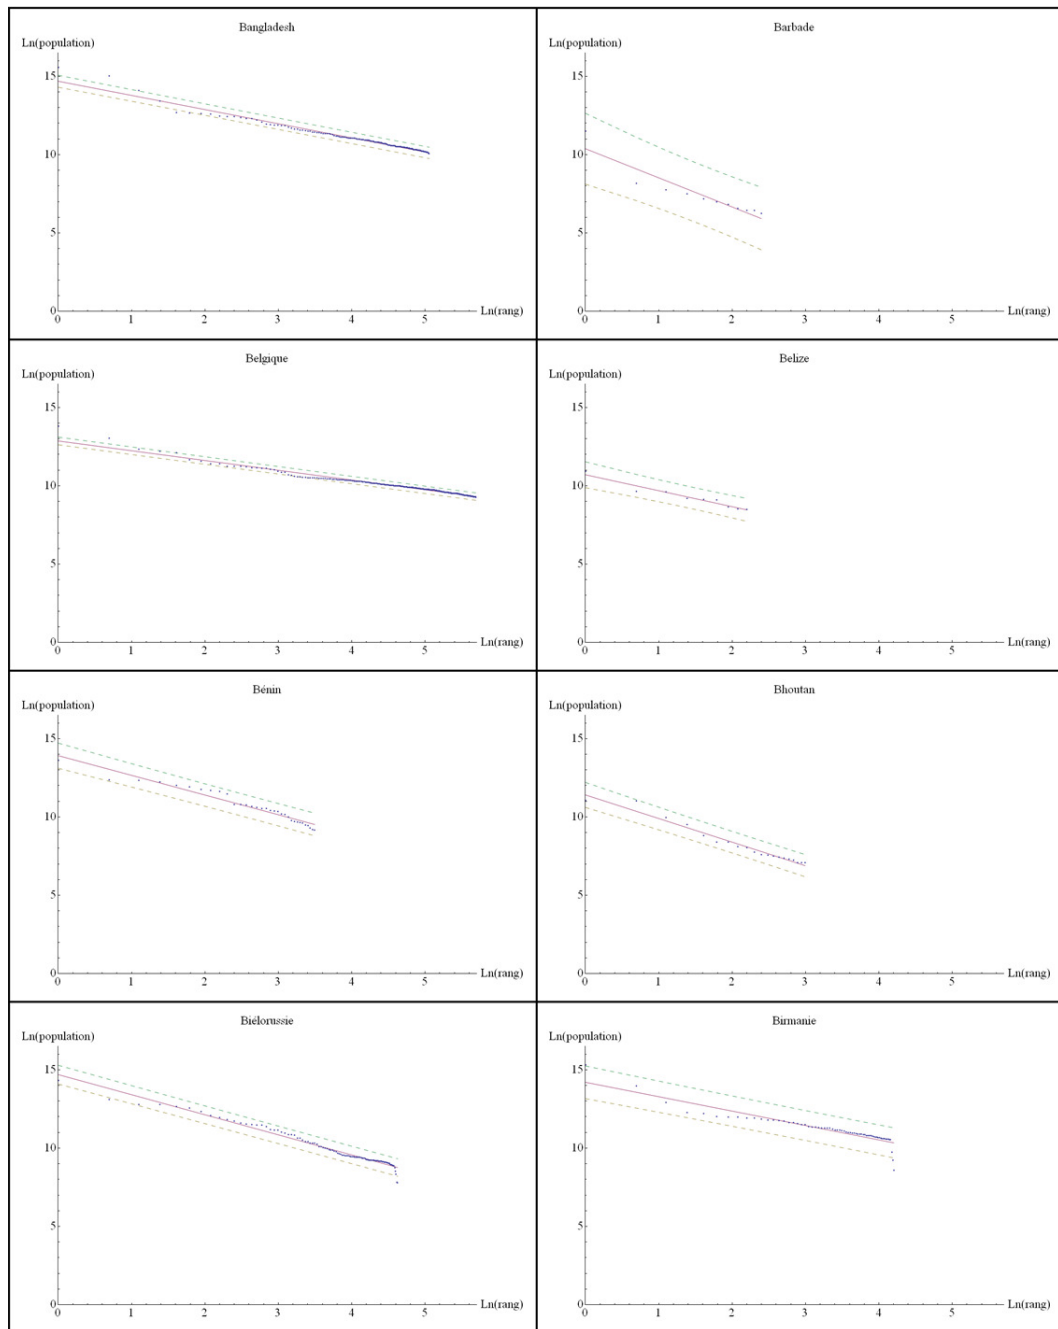 Bangladesh
Ln(population)
15
10
5
0
0 1 2 3 4 5 Ln(rang)
Barbade
Ln(population)
15
10
5
0
0 1 2 3 4 5 Ln(rang)
Belgique
Ln(population)
15
10
5
0
0 1 2 3 4 5 Ln(rang)
Belize
Ln(population)
15
10
5
0
0 1 2 3 4 5 Ln(rang)
Bénin
Ln(population)
15
10
5
0
0 1 2 3 4 5 Ln(rang)
Bhoutan
Ln(population)
15
10
5
0
0 1 2 3 4 5 Ln(rang)
Biélorussie
Ln(population)
15
10
5
0
0 1 2 3 4 5 Ln(rang)
Birmanie
Ln(population)
15
10
5
0
0 1 2 3 4 5 Ln(rang)